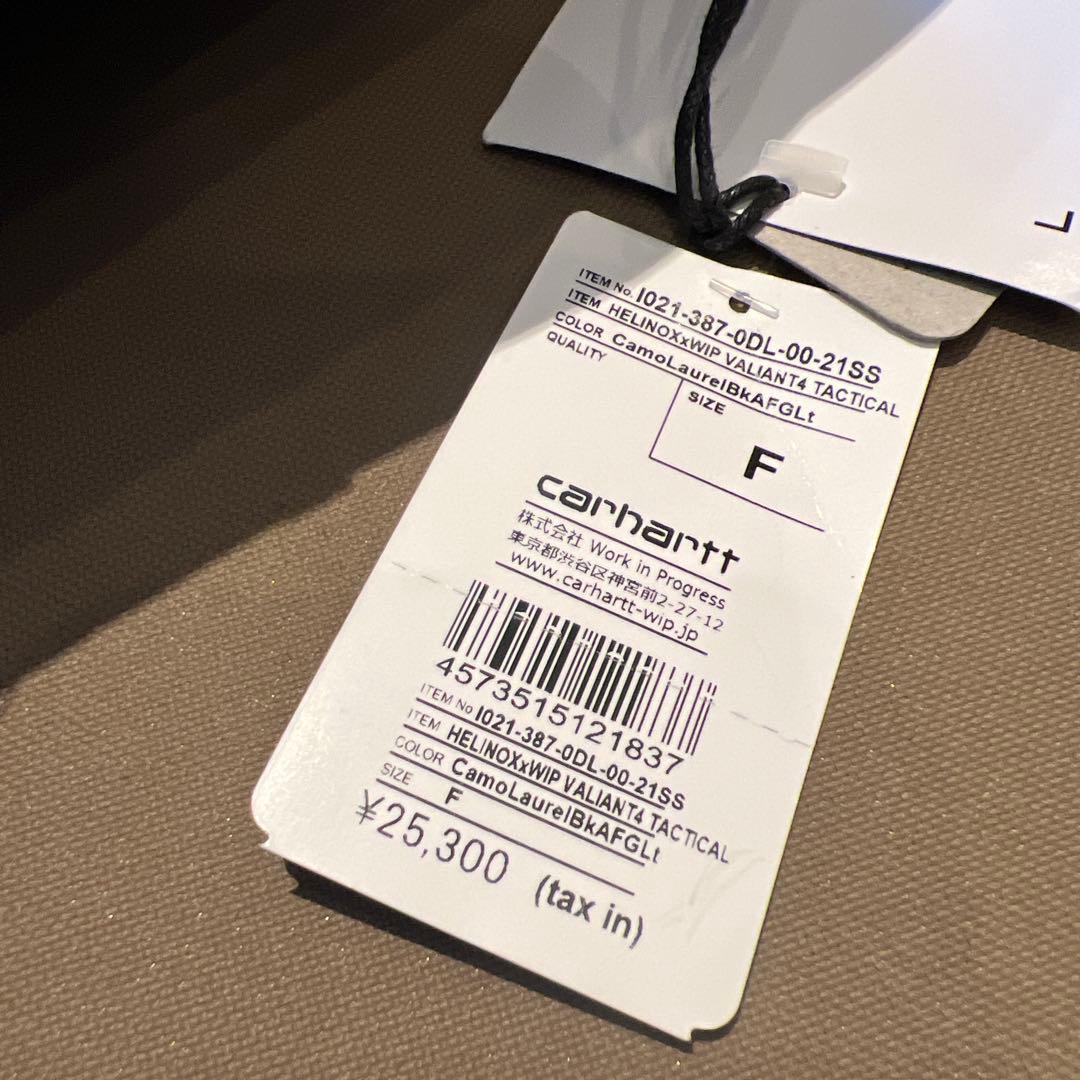 ITEM No. I021-387-0DL-00-21SS
ITEM HELINOXxWIP VALIANT4 TACTICAL
COLOR CamoLaurelBkAFGLt
QUALITY
SIZE
F
carhartt
株式会社 Work in Progress
東京都渋谷区神宮前2-27-12
www.carhartt-wip.jp
4573515121837
ITEM No I021-387-0DL-00-21SS
ITEM HELINOXxWIP VALIANT4 TACTICAL
COLOR CamoLaurelBkAFGLt
SIZE F
¥25,300 (tax in)